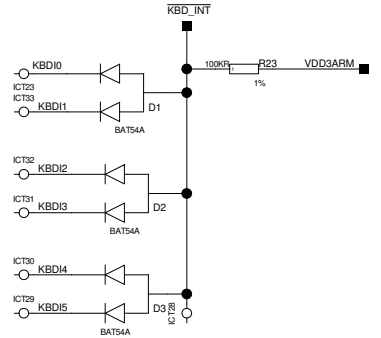 KBD_INT
KBDI0
100KR
R23
VDD3ARM
ICT23
ICT33
1%
KBDI1
D1
BAT54A
ICT32
KBDI2
ICT31
KBDI3
D2
BAT54A
ICT30
KBDI4
ICT29
KBDI5
D3
ICT28
BAT54A